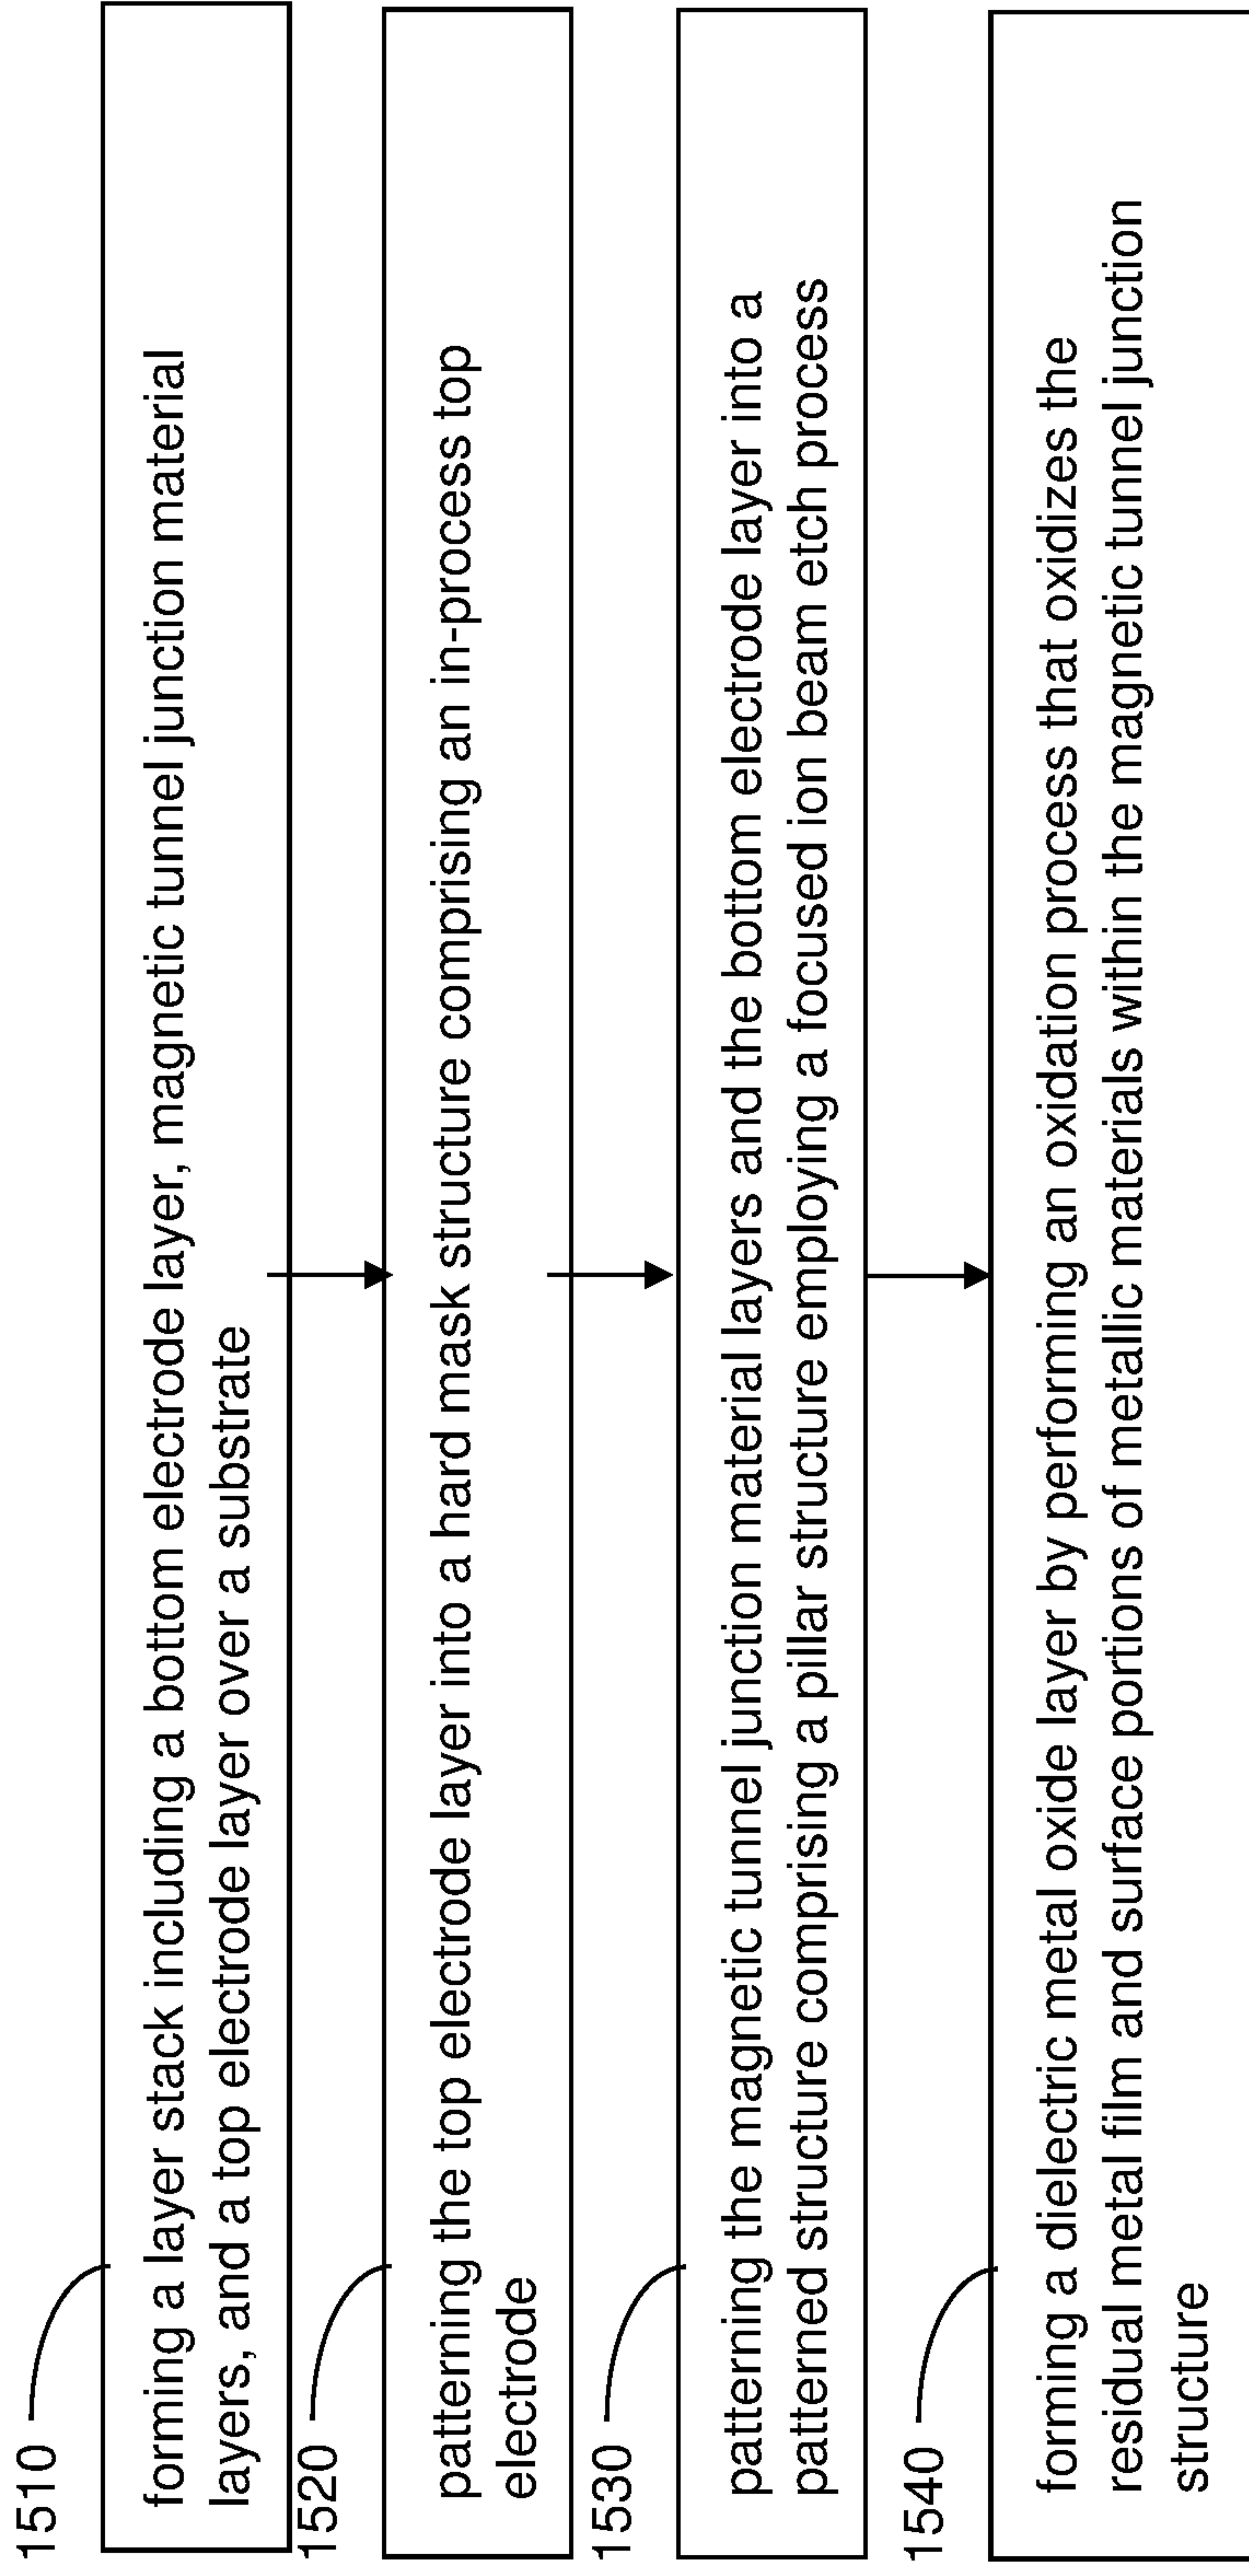 1510
forming a layer stack including a bottom electrode layer, magnetic tunnel junction material
layers, and a top electrode layer over a substrate
1520
patterning the top electrode layer into a hard mask structure comprising an in-process top
electrode
1530
patterning the magnetic tunnel junction material layers and the bottom electrode layer into a
patterned structure comprising a pillar structure employing a focused ion beam etch process
1540
forming a dielectric metal oxide layer by performing an oxidation process that oxidizes the
residual metal film and surface portions of metallic materials within the magnetic tunnel junction
structure